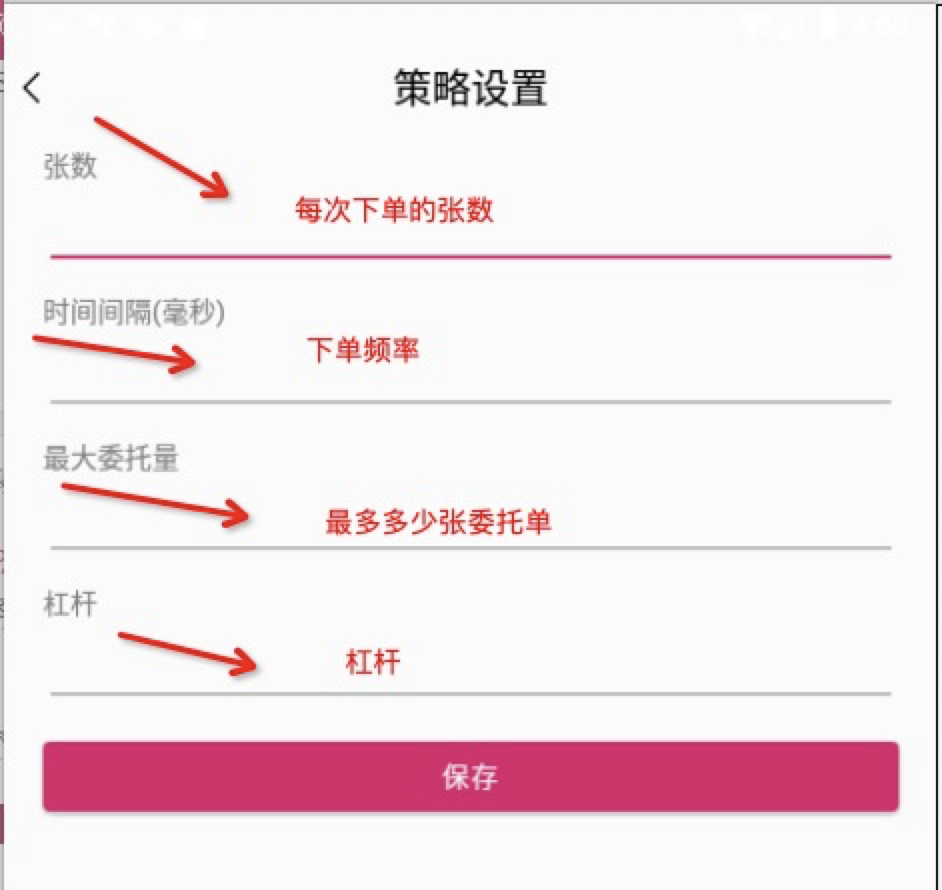 策略设置
张数
每次下单的张数
时间间隔(毫秒)
下单频率
最大委托量
最多多少张委托单
杠杆
杠杆
保存